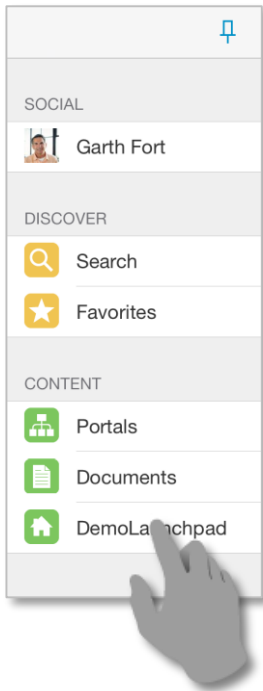 SOCIAL
Garth Fort
DISCOVER
Search
Favorites
CONTENT
Portals
Documents
DemoLaunchpad